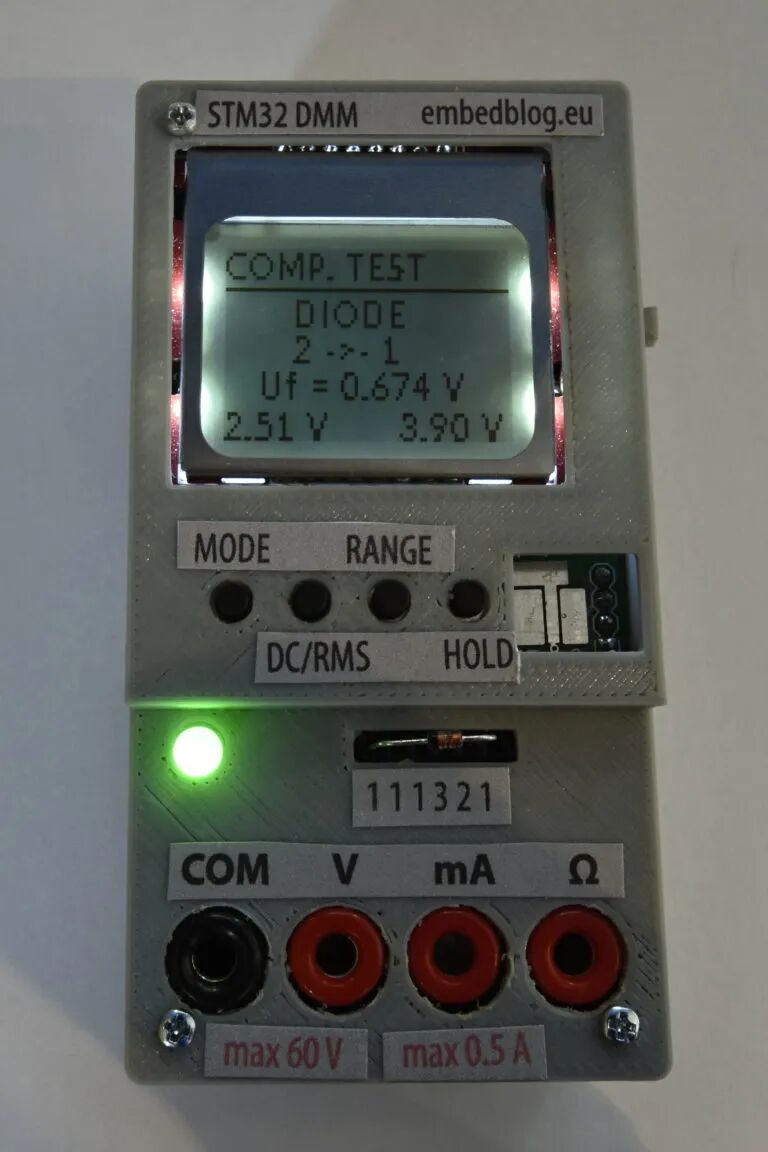 STM32 DMM embedblog.eu
COMP. TEST
DIODE
2 ->- 1
Uf = 0.674 V
2.51 V 3.90 V
MODE RANGE
DC/RMS HOLD
111321
COM V mA Ω
max 60 V max 0.5 A